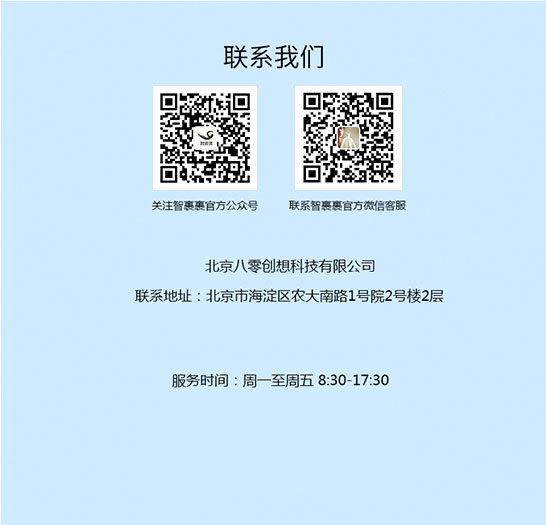 联系我们
关注智裹裹官方公众号
联系智裹裹官方微信客服
北京八零创想科技有限公司
联系地址：北京市海淀区农大南路1号院2号楼2层
服务时间：周一至周五 8:30-17:30